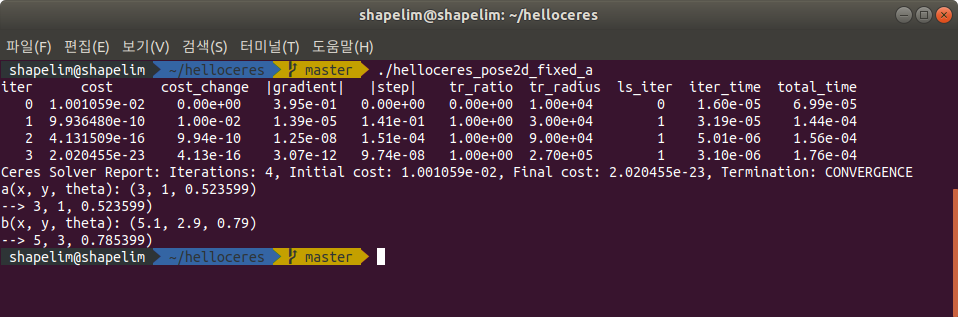 shapelim@shapelim: ~/helloceres
파일(F) 편집(E) 보기(V) 검색(S) 터미널(T) 도움말(H)
shapelim@shapelim ~/helloceres master ./helloceres_pose2d_fixed_a
iter cost cost_change |gradient| |step| tr_ratio tr_radius ls_iter iter_time total_time
0 1.001059e-02 0.00e+00 3.95e-01 0.00e+00 0.00e+00 1.00e+04 0 1.60e-05 6.99e-05
1 9.936480e-10 1.00e-02 1.39e-05 1.41e-01 1.00e+00 3.00e+04 1 3.19e-05 1.44e-04
2 4.131509e-16 9.94e-10 1.25e-08 1.51e-04 1.00e+00 9.00e+04 1 5.01e-06 1.56e-04
3 2.020455e-23 4.13e-16 3.07e-12 9.74e-08 1.00e+00 2.70e+05 1 3.10e-06 1.76e-04
Ceres Solver Report: Iterations: 4, Initial cost: 1.001059e-02, Final cost: 2.020455e-23, Termination: CONVERGENCE
a(x, y, theta): (3, 1, 0.523599)
--> 3, 1, 0.523599)
b(x, y, theta): (5.1, 2.9, 0.79)
--> 5, 3, 0.785399)
shapelim@shapelim ~/helloceres master